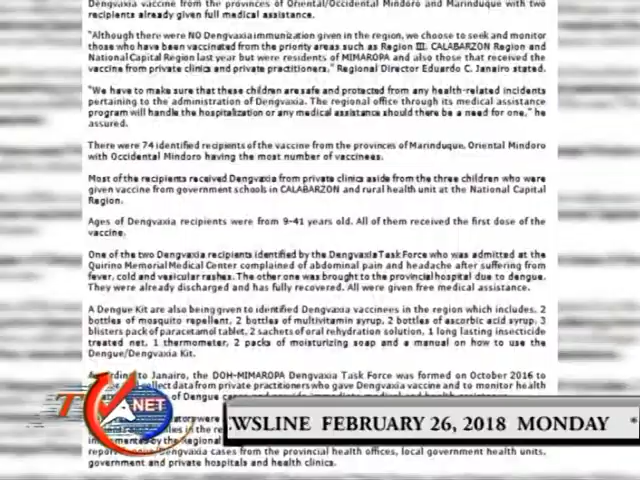 Dengvaxia vaccine from the provinces of Oriental/Occidental Mindoro and Marinduque with two
recipients already given full medical assistance.
"Although there were NO Dengvaxia immunization given in the region, we choose to seek and monitor
those who have been vaccinated from the priority areas such as Region III. CALABARZON Region and
National Capital Region last year but were residents of MIMAROPA and also those that received the
vaccine from private clinics and private practitioners," Regional Director Eduardo C. Janairo stated.
"We have to make sure that these children are safe and protected from any health-related incidents
pertaining to the administration of Dengvaxia. The regional office through its medical assistance
program will handle the hospitalization or any medical assistance should there be a need for one," he
assured.
There were 74 identified recipients of the vaccine from the provinces of Marinduque, Oriental Mindoro
with Occidental Mindoro having the most number of vaccinees.
Most of the recipients received Dengvaxia from private clinics aside from the three children who were
given vaccine from government schools in CALABARZON and rural health unit at the National Capital
Region.
Ages of Dengvaxia recipients were from 9-41 years old. All of them received the first dose of the
vaccine.
One of the two Dengvaxia recipients identified by the Dengvaxia Task Force who was admitted at the
Quirino Memorial Medical Center complained of abdominal pain and headache after suffering from
fever, cold and vesicular rashes. The other one was brought to the provincial hospital due to dengue.
They were already discharged and has fully recovered. All were given free medical assistance.
A Dengue Kit are also being given to identified Dengvaxia vaccinees in the region which includes, 2
bottles of mosquito repellent, 2 bottles of multivitamin syrup, 2 bottles of ascorbic acid syrup, 3
blisters pack of paracetamol tablet, 2 sachets of oral rehydration solution, 1 long lasting insecticide
treated net, 1 thermometer, 2 packs of moisturizing soap and a manual on how to use the
Dengue/Dengvaxia Kit.
to Janairo, the DOH-MIMAROPA Dengvaxia Task Force was formed on October 2016 to
collect data from private practitioners who gave Dengvaxia vaccine and to monitor health
of Dengue
were
in the re
by the Regional
Dengvaxia cases from the provincial health offices, local government health units,
government and private hospitals and health clinics.
NET
WSLINE FEBRUARY 26, 2018 MONDAY *